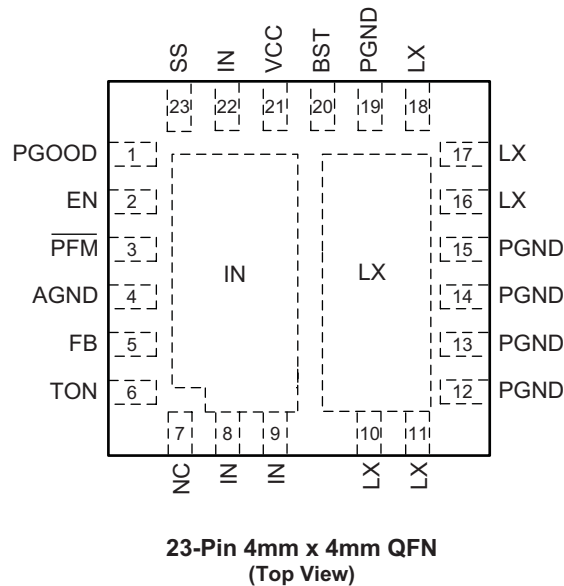 SS IN VCC BST PGND LX
23 22 21 20 19 18
PGOOD 1 17 LX
EN 2 16 LX
PFM 3 15 PGND
IN LX
AGND 4 14 PGND
FB 5 13 PGND
TON 6 12 PGND
7 8 9 10 11
NC IN IN LX LX
23-Pin 4mm x 4mm QFN
(Top View)